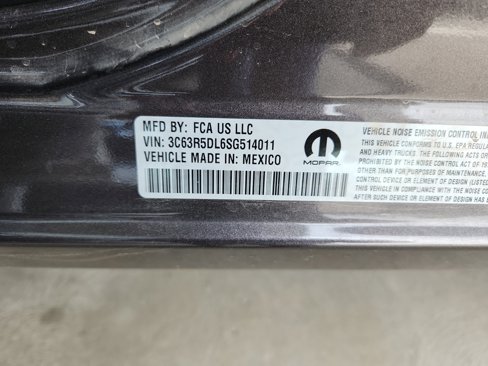 MFD BY: FCA US LLC
VIN: 3C63R5DL6SG514011
VEHICLE MADE IN: MEXICO
MOPAR
VEHICLE NOISE EMISSION CONTROL IN
THIS VEHICLE CONFORMS TO U.S. EPA REGULA
AND HEAVY TRUCKS. THE FOLLOWING ACTS OR
PROHIBITED BY THE NOISE CONTROL ACT OF 19
OTHER THAN FOR PURPOSES OF MAINTENANCE,
CONTROL DEVICE OR ELEMENT OF DESIGN (LISTED
THIS VEHICLE IN COMPLIANCE WITH THE NOISE CO
AFTER SUCH DEVICE OR ELEMENT OF DESIGN HAS B